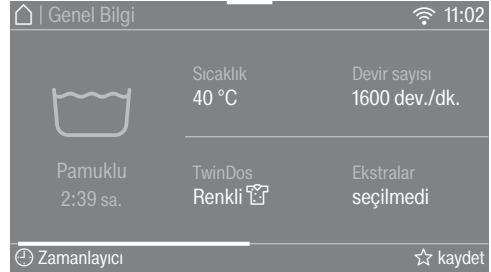 | Genel Bilgi 11:02
Sıcaklık Devir sayısı
40 °C 1600 dev./dk.
Pamuklu TwinDos Ekstralar
2:39 sa. Renkli seçilmedi
Zamanlayıcı kaydet